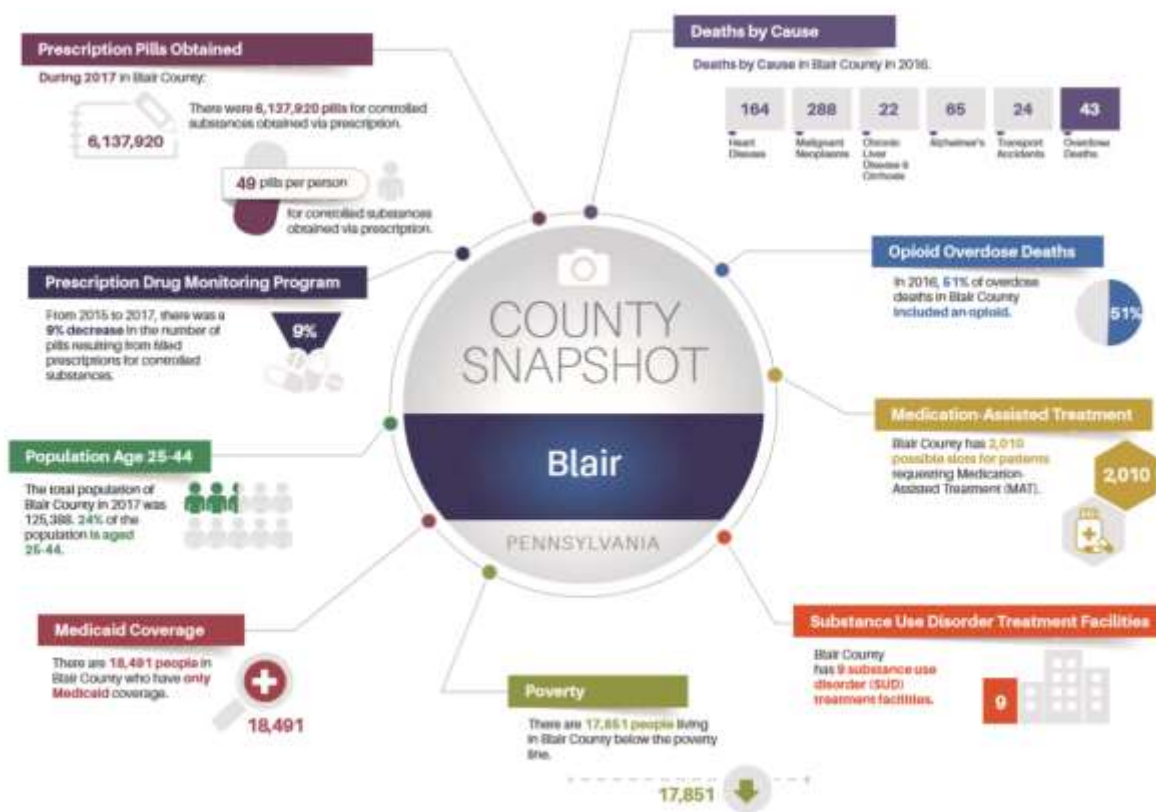 Prescription Pills Obtained
During 2017 in Blair County:
6,137,920
There were 6,137,920 pills for controlled
substances obtained via prescription.
49 pills per person
for controlled substances
obtained via prescription.
Deaths by Cause
Deaths by Cause in Blair County in 2016.
164
288
22
65
24
43
Heart
Disease
Malignant
Neoplasms
Chronic
Liver
Disease &
Cirrhosis
Alzheimer's
Transport
Accidents
Overdose
Deaths
Prescription Drug Monitoring Program
From 2015 to 2017, there was a
9% decrease in the number of
pills resulting from filled
prescriptions for controlled
substances.
9%
Opioid Overdose Deaths
In 2016, 51% of overdose
deaths in Blair County
included an opioid.
51%
COUNTY
SNAPSHOT
Blair
PENNSYLVANIA
Medication-Assisted Treatment
Blair County has 2,010
possible slots for patients
requesting Medication-
Assisted Treatment (MAT).
2,010
Population Age 25-44
The total population of
Blair County in 2017 was
125,388. 24% of the
population is aged
25-44.
Medicaid Coverage
There are 18,491 people in
Blair County who have only
Medicaid coverage.
18,491
Poverty
There are 17,851 people living
in Blair County below the poverty
line.
17,851
Substance Use Disorder Treatment Facilities
Blair County
has 9 substance use
disorder (SUD)
treatment facilities.
9